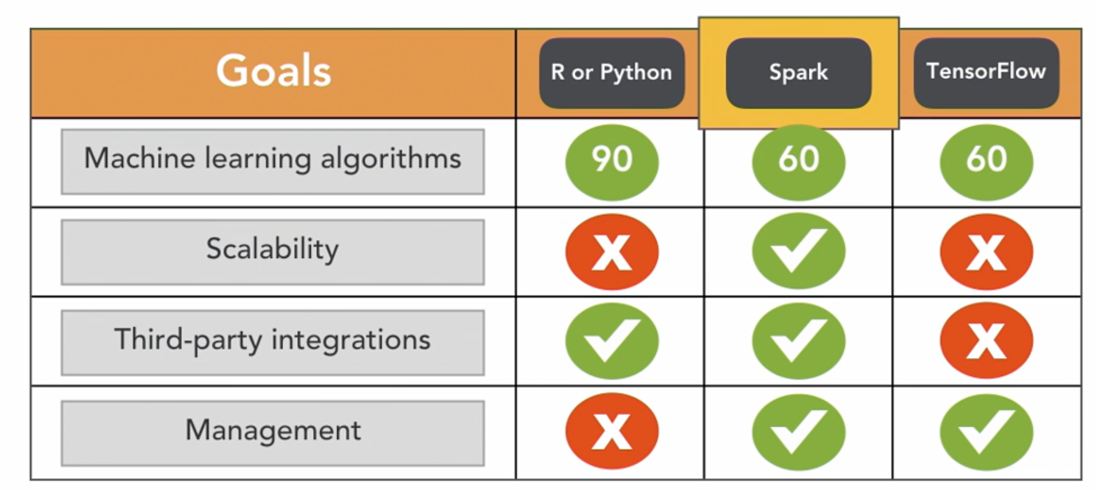 Goals
R or Python
Spark
TensorFlow
Machine learning algorithms
90
60
60
Scalability
Third-party integrations
Management